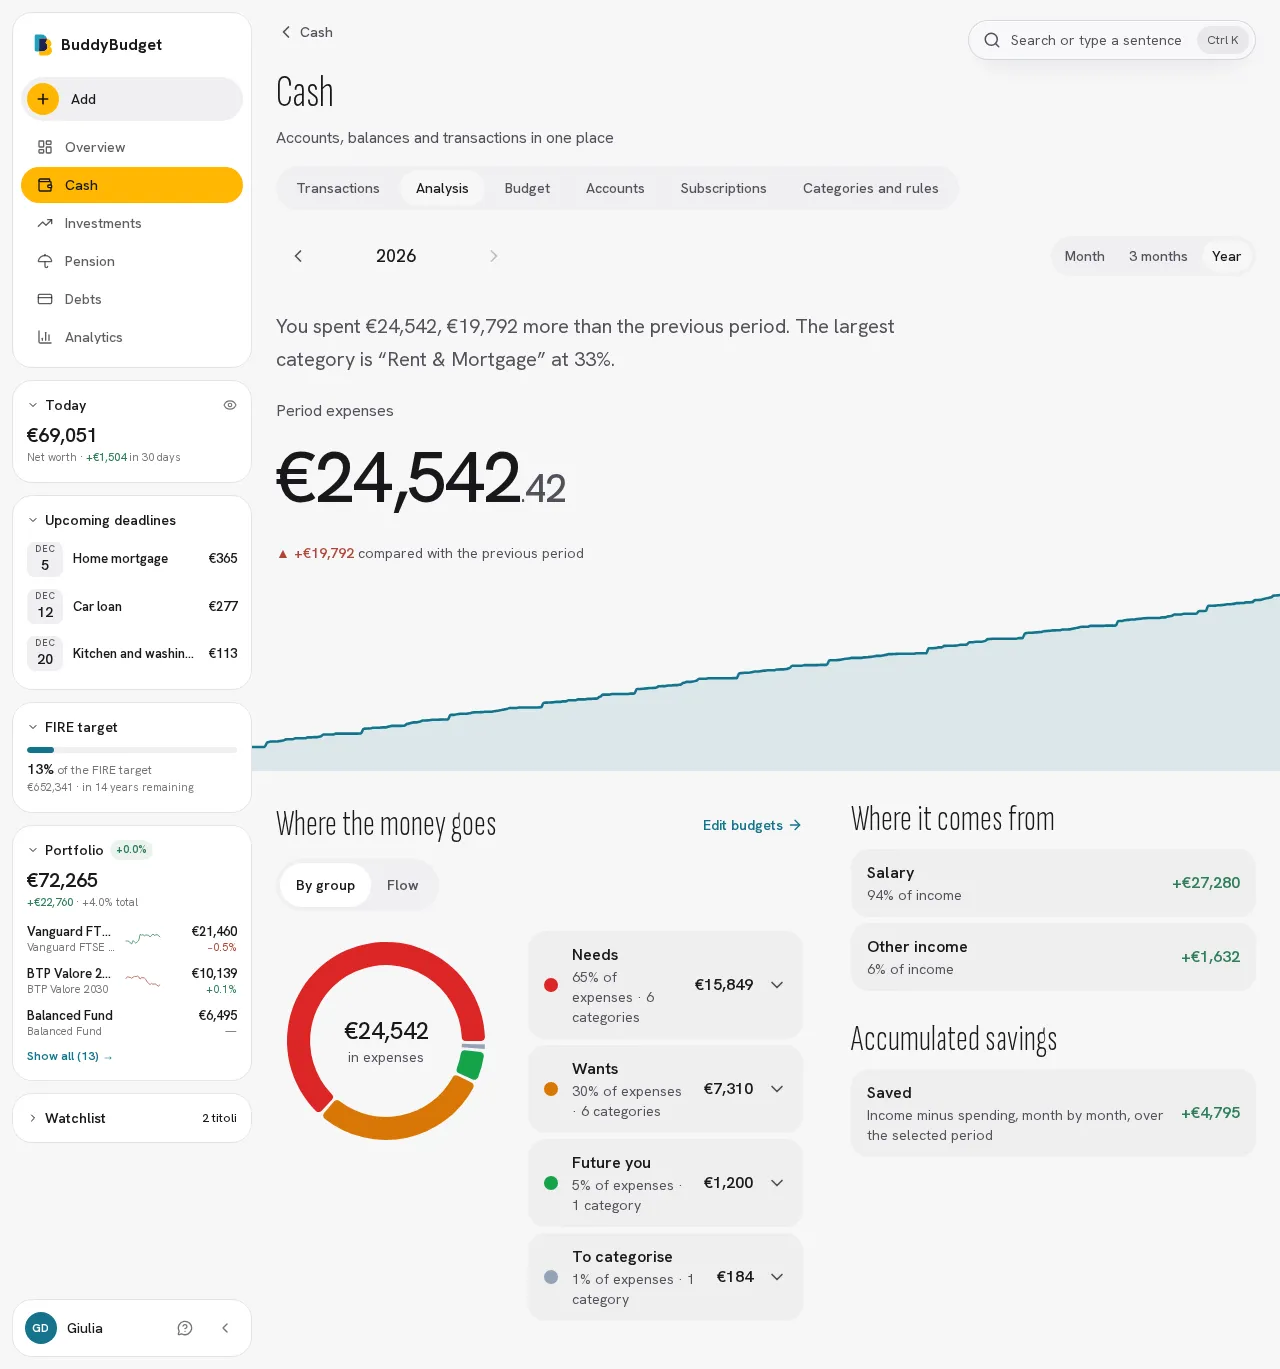 BuddyBudget
Add
Overview
Cash
Investments
Pension
Debts
Analytics
Today
€69,051
Net worth · +€1,504 in 30 days
Upcoming deadlines
DEC
5
Home mortgage
€365
DEC
12
Car loan
€277
DEC
20
Kitchen and washin...
€113
FIRE target
13% of the FIRE target
€652,341 · in 14 years remaining
Portfolio +0.0%
€72,265
+€22,760 · +4.0% total
Vanguard FT... €21,460
Vanguard FTSE ... −0.5%
BTP Valore 2... €10,139
BTP Valore 2030 +0.1%
Balanced Fund €6,495
Balanced Fund —
Show all (13) →
Watchlist 2 titoli
GD Giulia
Cash
Search or type a sentence Ctrl K
Cash
Accounts, balances and transactions in one place
Transactions Analysis Budget Accounts Subscriptions Categories and rules
2026
Month 3 months Year
You spent €24,542, €19,792 more than the previous period. The largest
category is “Rent & Mortgage” at 33%.
Period expenses
€24,542.42
▲ +€19,792 compared with the previous period
Where the money goes
Edit budgets →
By group Flow
€24,542
in expenses
Needs
65% of
expenses · 6
categories
€15,849
Wants
30% of expenses
· 6 categories
€7,310
Future you
5% of expenses ·
1 category
€1,200
To categorise
1% of expenses · 1
category
€184
Where it comes from
Salary
94% of income
+€27,280
Other income
6% of income
+€1,632
Accumulated savings
Saved
Income minus spending, month by month, over
the selected period
+€4,795